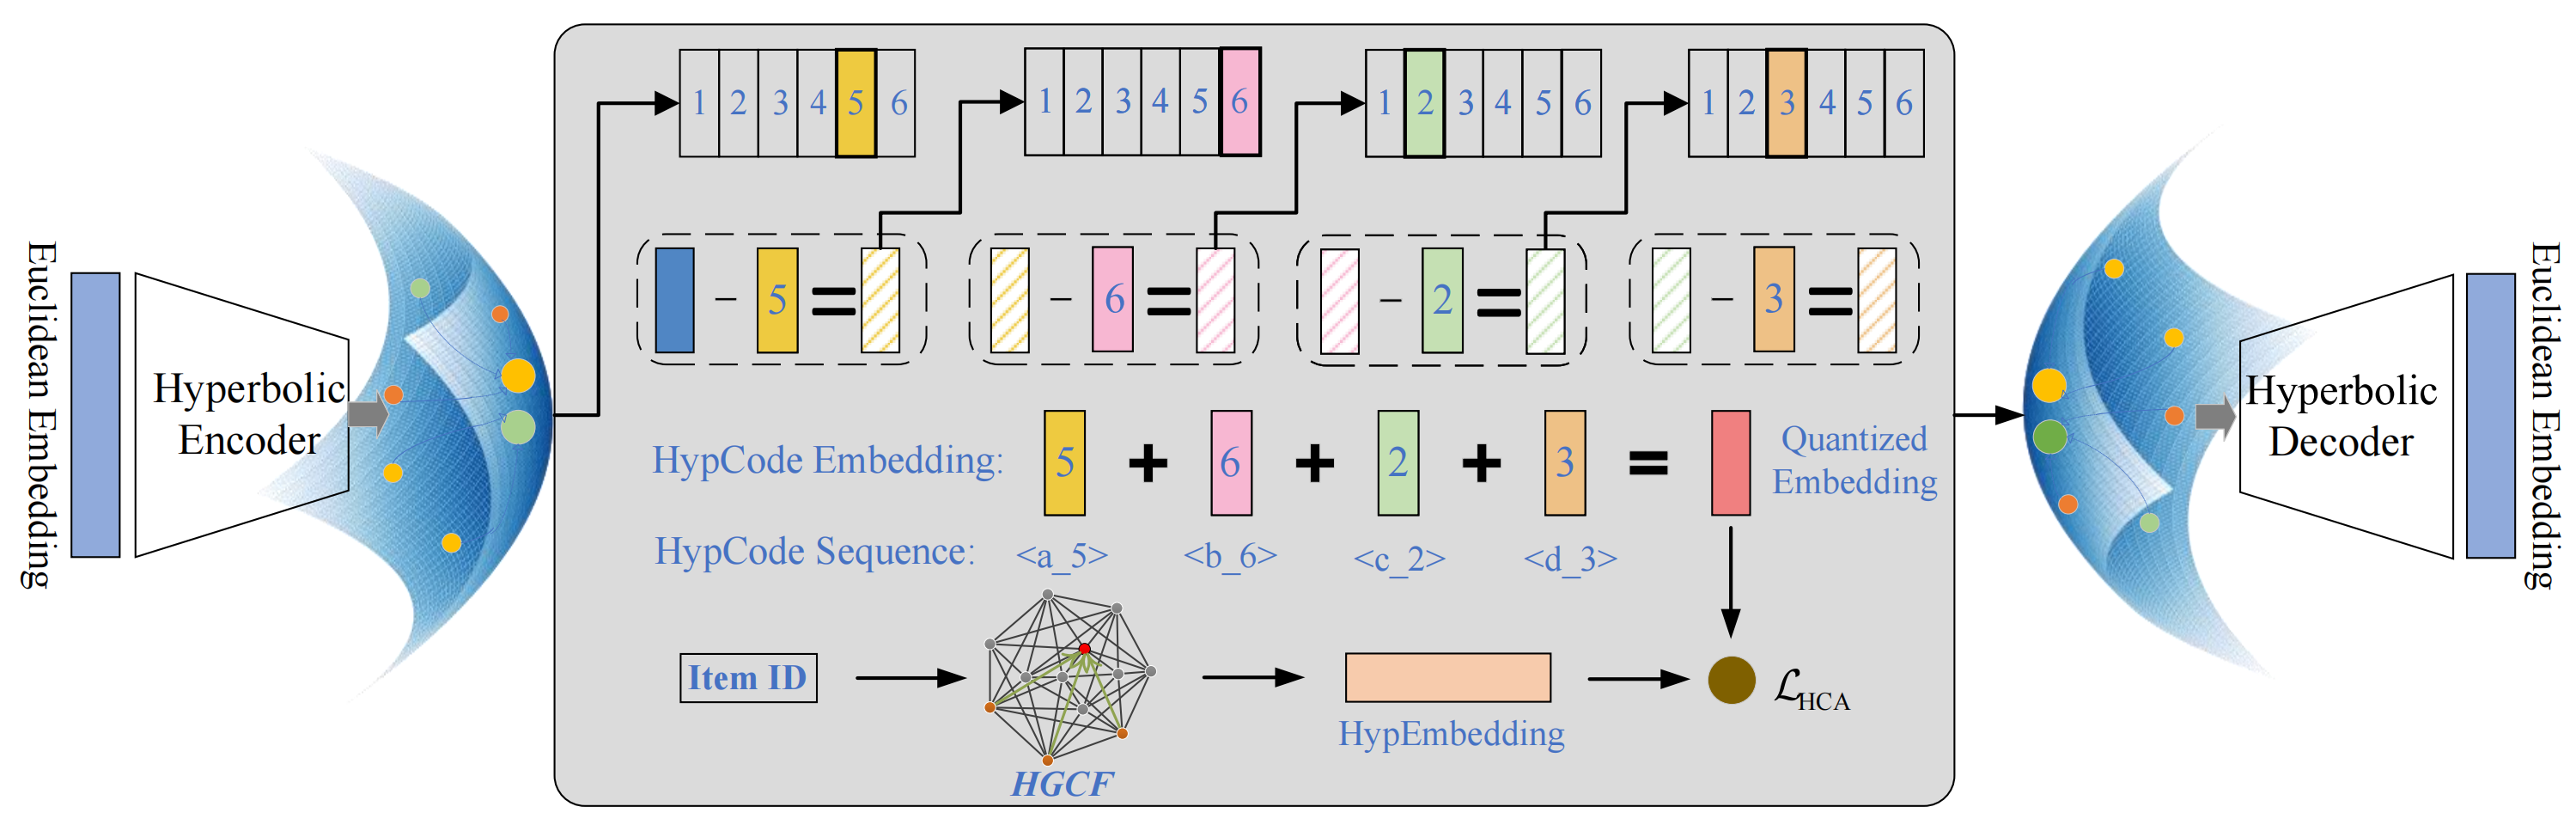 Euclidean Embedding
Hyperbolic
Encoder
1 2 3 4 5 6
1 2 3 4 5 6
1 2 3 4 5 6
1 2 3 4 5 6
− 5 =
− 6 =
− 2 =
− 3 =
HypCode Embedding: 5 + 6 + 2 + 3 =
Quantized
Embedding
HypCode Sequence: <a_5> <b_6> <c_2> <d_3>
Item ID
HGCF
HypEmbedding
ℒHCA
Hyperbolic
Decoder
Euclidean Embedding